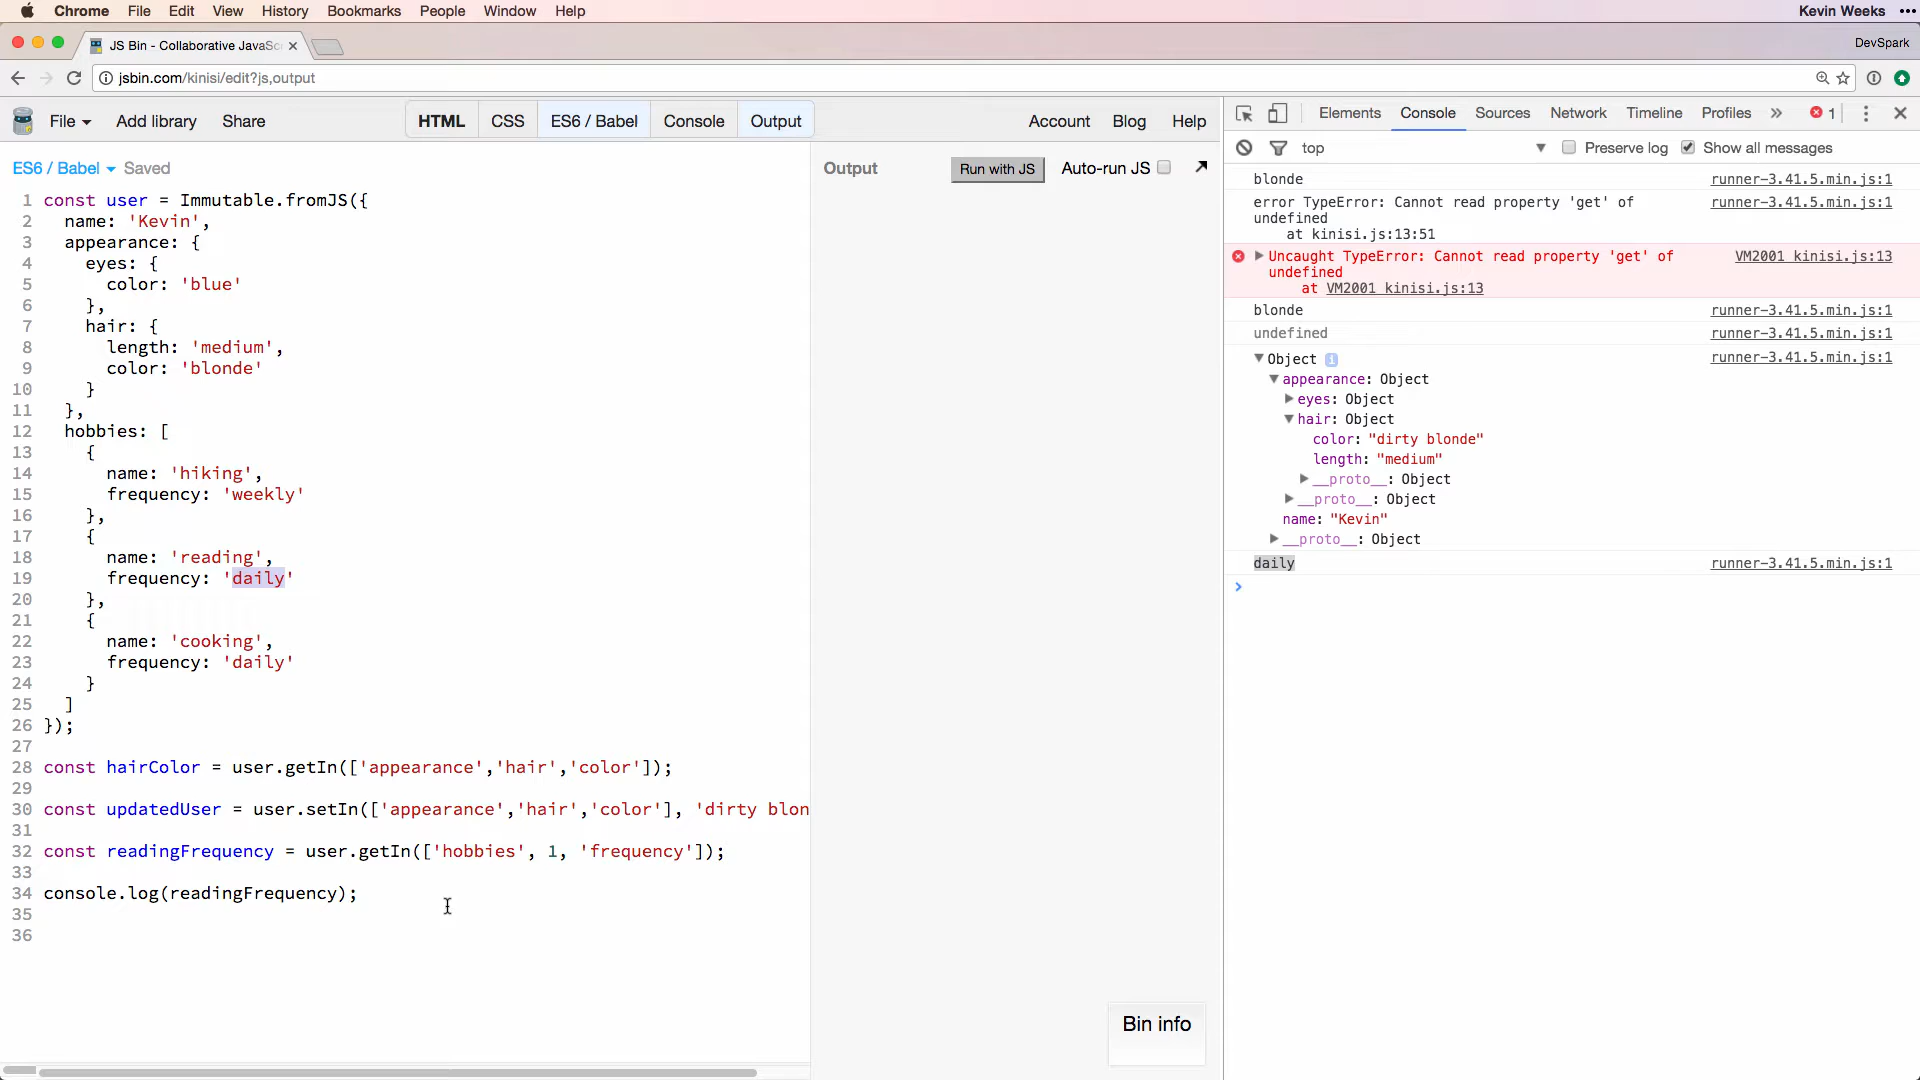 Chrome File Edit View History Bookmarks People Window Help Kevin Weeks
JS Bin - Collaborative JavaSc DevSpark
jsbin.com/kinisi/edit?js,output
File Add library Share HTML CSS ES6 / Babel Console Output Account Blog Help
ES6 / Babel Saved
1 const user = Immutable.fromJS({
2 name: 'Kevin',
3 appearance: {
4 eyes: {
5 color: 'blue'
6 },
7 hair: {
8 length: 'medium',
9 color: 'blonde'
10 }
11 },
12 hobbies: [
13 {
14 name: 'hiking',
15 frequency: 'weekly'
16 },
17 {
18 name: 'reading',
19 frequency: 'daily'
20 },
21 {
22 name: 'cooking',
23 frequency: 'daily'
24 }
25 ]
26 });
27
28 const hairColor = user.getIn(['appearance','hair','color']);
29
30 const updatedUser = user.setIn(['appearance','hair','color'], 'dirty blon
31
32 const readingFrequency = user.getIn(['hobbies', 1, 'frequency']);
33
34 console.log(readingFrequency);
35
36
Output Run with JS Auto-run JS
Bin info
Elements Console Sources Network Timeline Profiles » 1
top Preserve log Show all messages
blonde runner-3.41.5.min.js:1
error TypeError: Cannot read property 'get' of runner-3.41.5.min.js:1
undefined
at kinisi.js:13:51
Uncaught TypeError: Cannot read property 'get' of VM2001 kinisi.js:13
undefined
at VM2001 kinisi.js:13
blonde runner-3.41.5.min.js:1
undefined runner-3.41.5.min.js:1
Object i runner-3.41.5.min.js:1
appearance: Object
eyes: Object
hair: Object
color: "dirty blonde"
length: "medium"
__proto__: Object
__proto__: Object
name: "Kevin"
__proto__: Object
daily runner-3.41.5.min.js:1